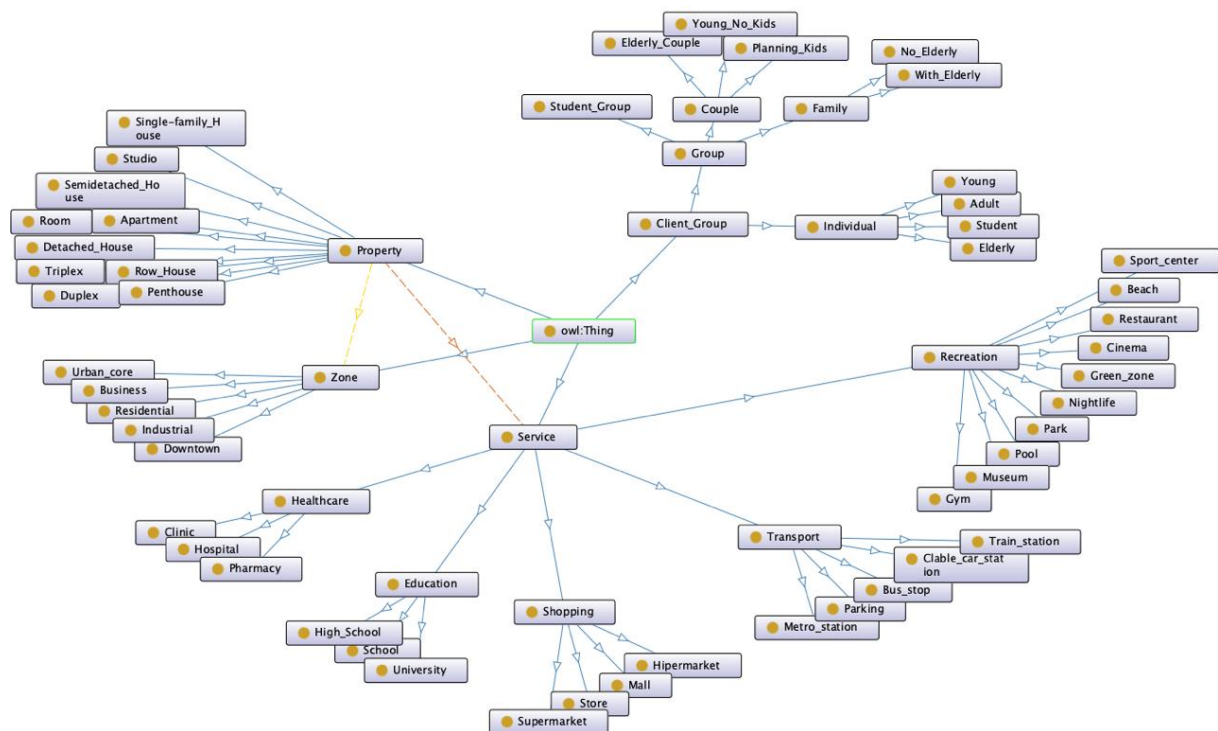 Young_No_Kids
Elderly_Couple
Planning_Kids
No_Elderly
With_Elderly
Student_Group
Couple
Family
Group
Single-family_H
ouse
Studio
Semidetached_Ho
use
Room
Apartment
Detached_House
Triplex
Row_House
Duplex
Penthouse
Property
Client_Group
Individual
Young
Adult
Student
Elderly
owl:Thing
Sport_center
Beach
Restaurant
Cinema
Green_zone
Nightlife
Park
Pool
Museum
Gym
Recreation
Urban_core
Business
Residential
Industrial
Downtown
Zone
Service
Healthcare
Clinic
Hospital
Pharmacy
Education
High_School
School
University
Shopping
Hipermarket
Mall
Store
Supermarket
Transport
Train_station
Clable_car_stat
ion
Bus_stop
Parking
Metro_station